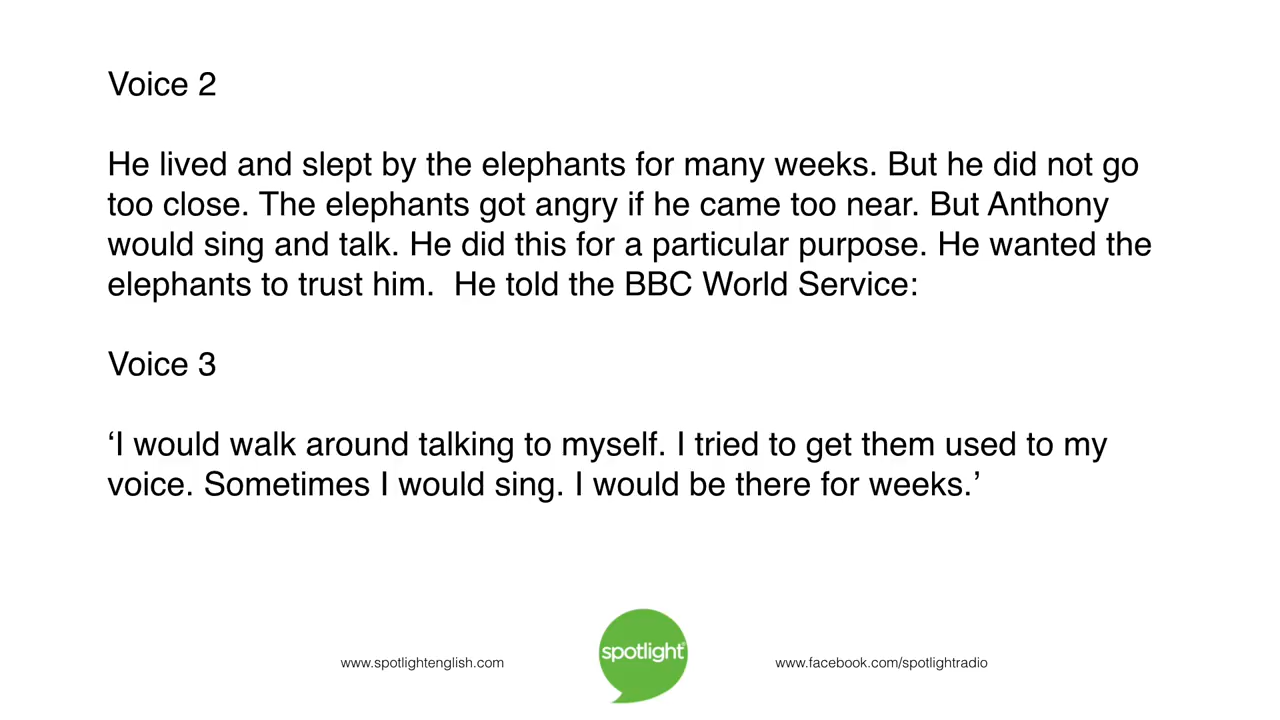 Voice 2
He lived and slept by the elephants for many weeks. But he did not go
too close. The elephants got angry if he came too near. But Anthony
would sing and talk. He did this for a particular purpose. He wanted the
elephants to trust him.  He told the BBC World Service:
Voice 3
‘I would walk around talking to myself. I tried to get them used to my
voice. Sometimes I would sing. I would be there for weeks.’
www.spotlightenglish.com
spotlight®
www.facebook.com/spotlightradio